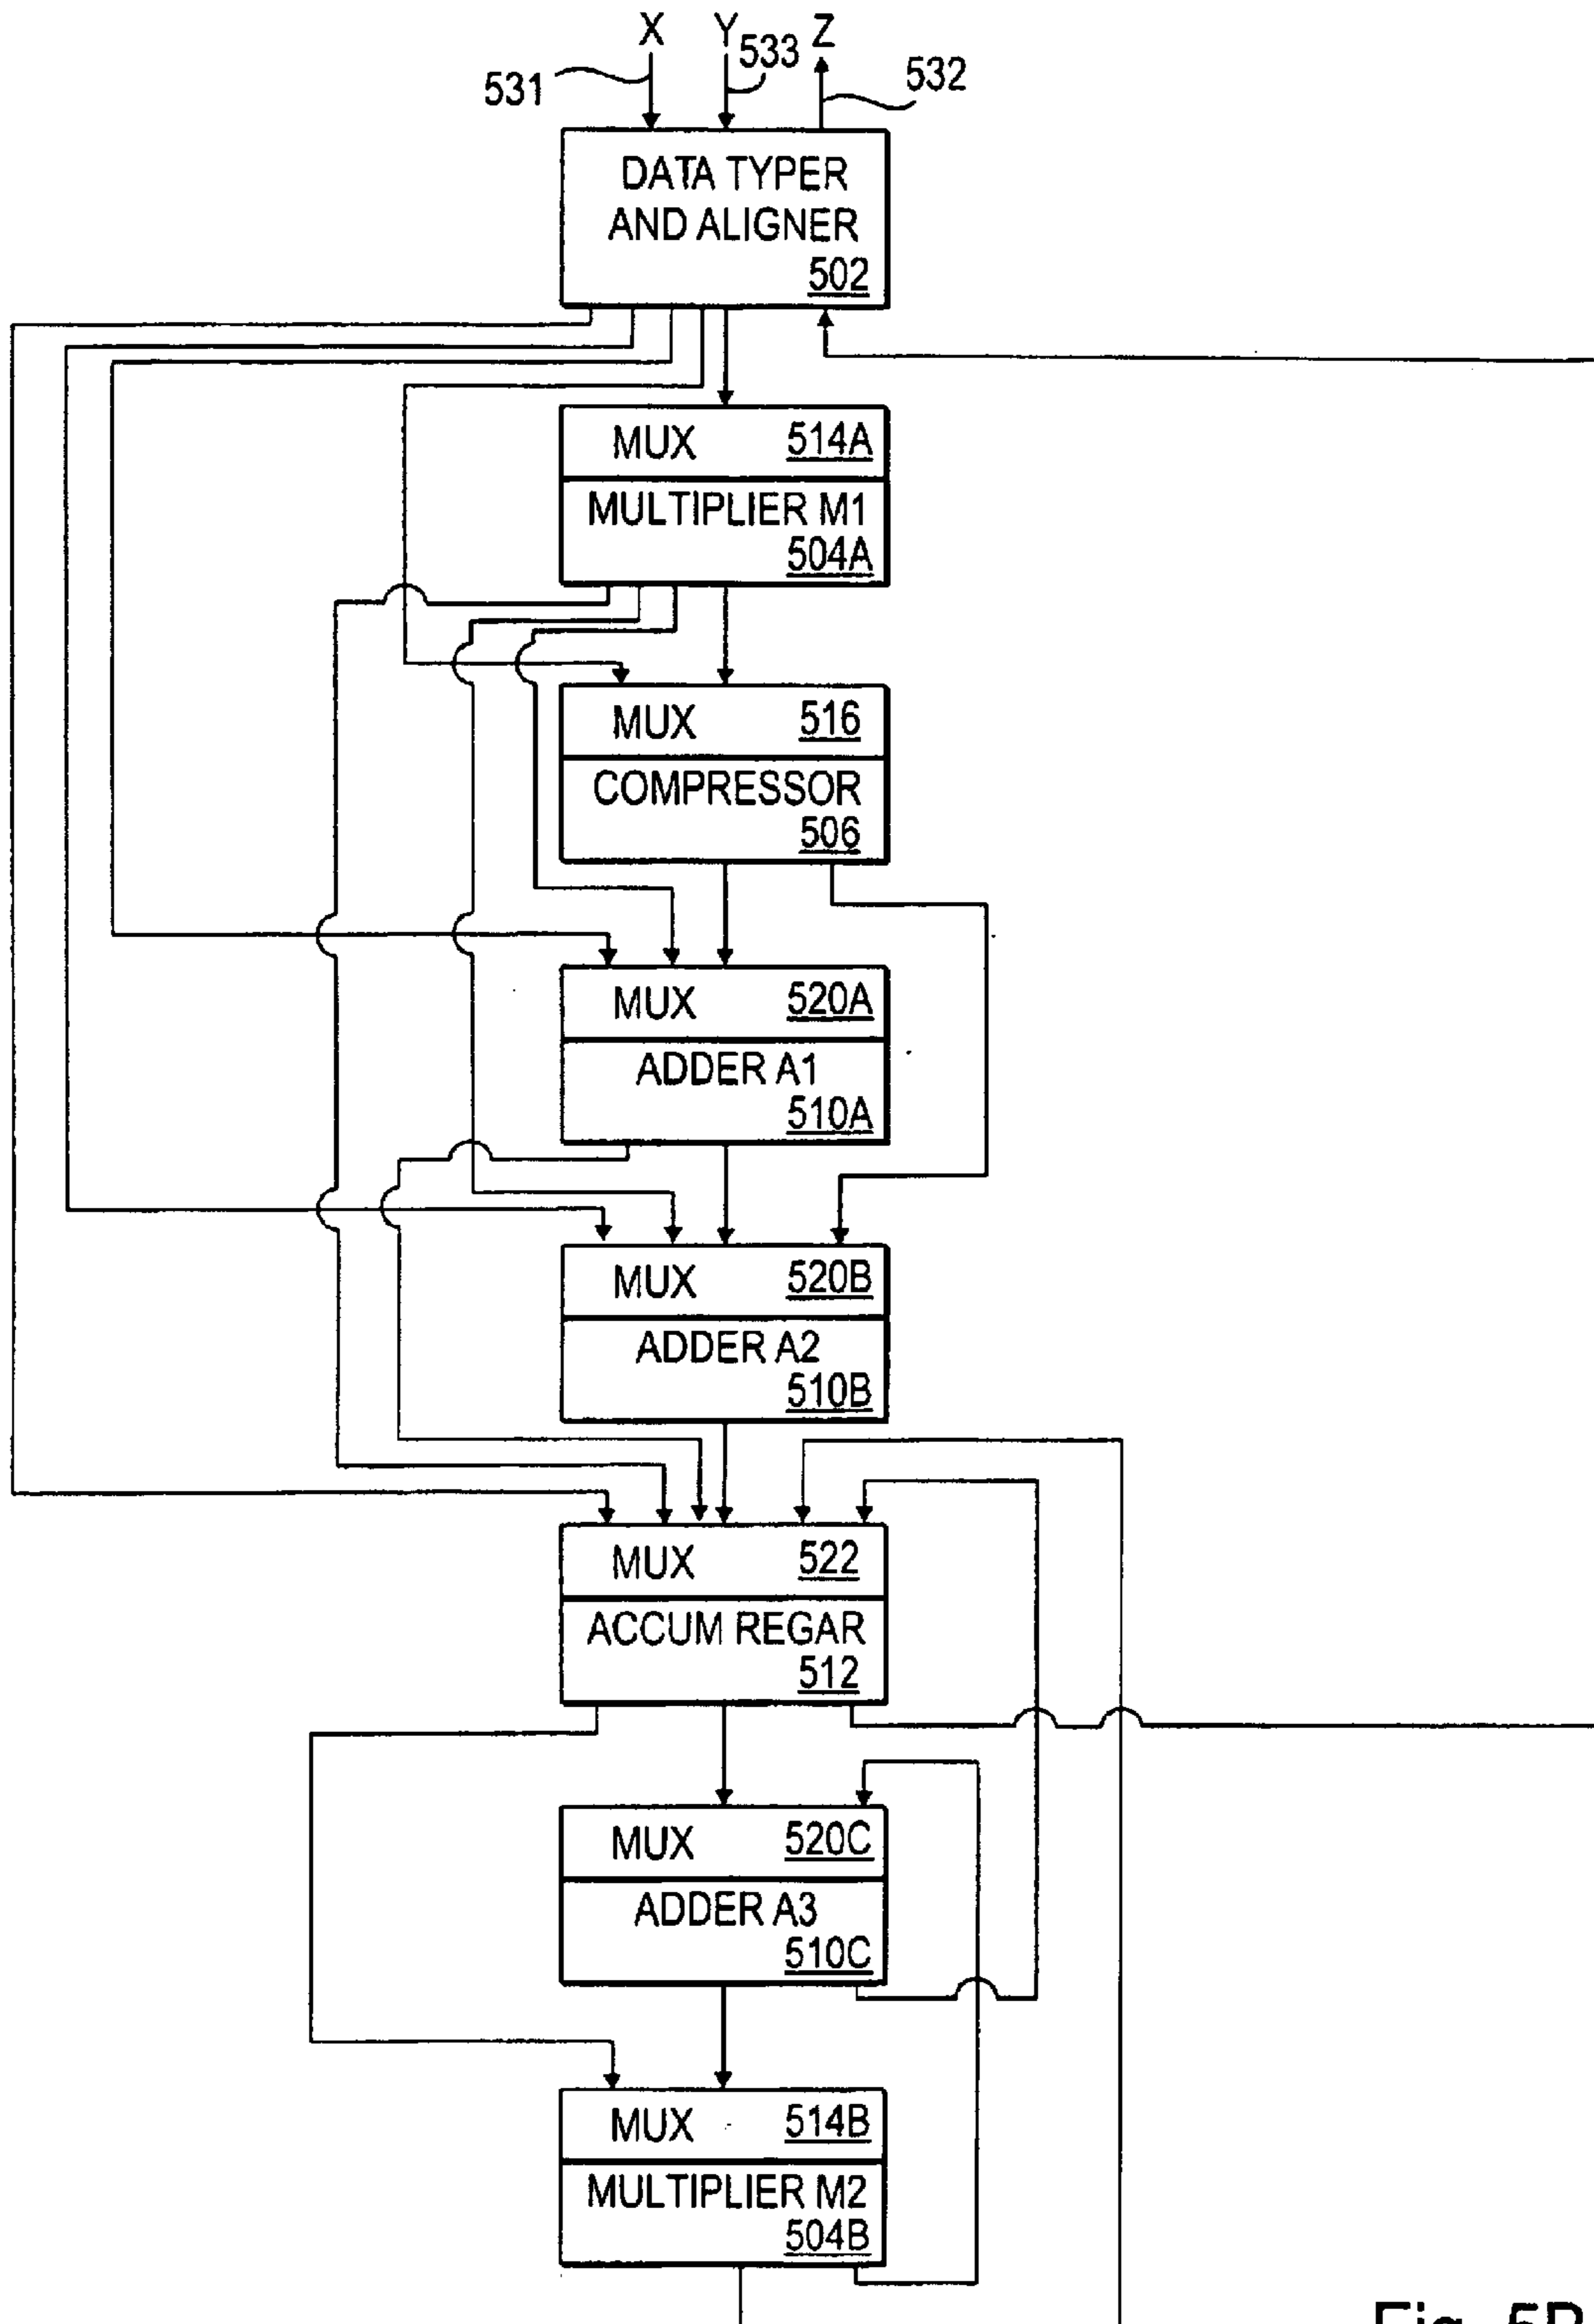 X Y Z
531 533 532
DATA TYPER
AND ALIGNER
502
MUX 514A
MULTIPLIER M1
504A
MUX 516
COMPRESSOR
506
MUX 520A
ADDER A1
510A
MUX 520B
ADDER A2
510B
MUX 522
ACCUM REGAR
512
MUX 520C
ADDER A3
510C
MUX 514B
MULTIPLIER M2
504B